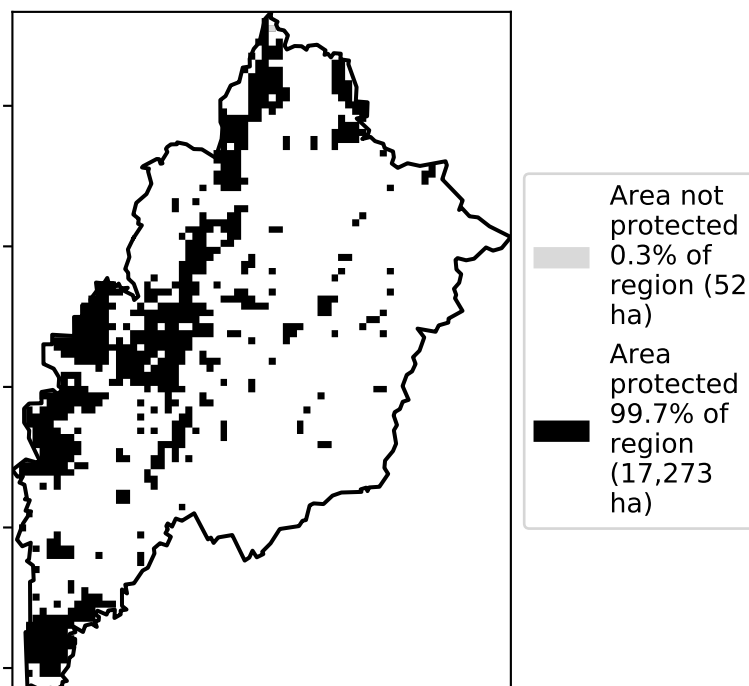 Area not
protected
0.3% of
region (52
ha)
Area
protected
99.7% of
region
(17,273
ha)